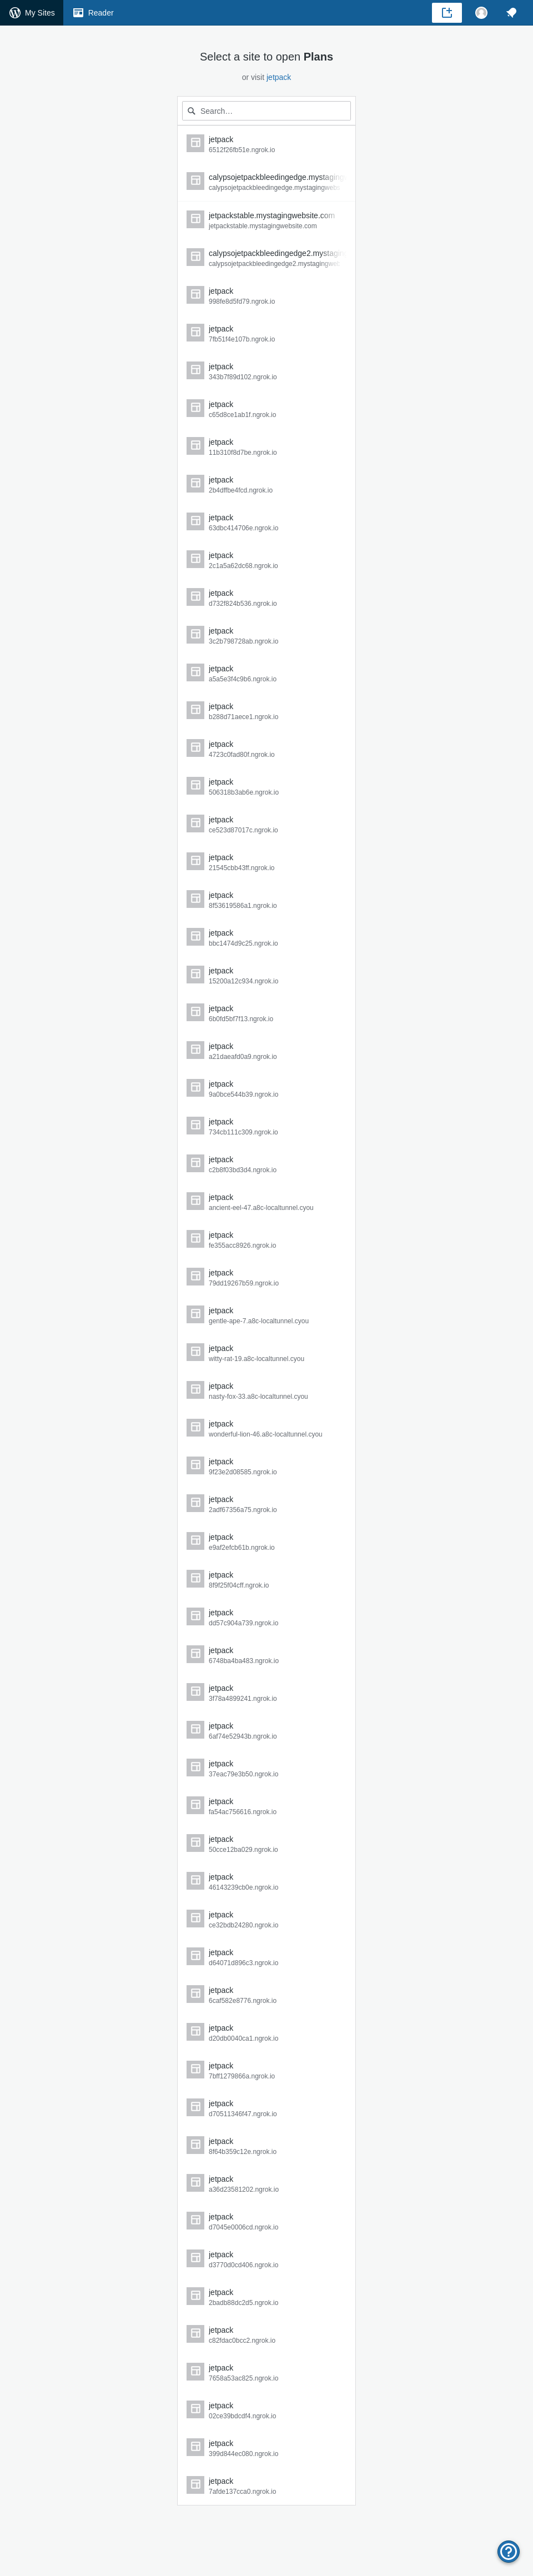 My Sites
Reader
Select a site to open Plans
or visit jetpack
Search…
jetpack
6512f26fb51e.ngrok.io
calypsojetpackbleedingedge.mystaging
calypsojetpackbleedingedge.mystagingwebs
jetpackstable.mystagingwebsite.com
jetpackstable.mystagingwebsite.com
calypsojetpackbleedingedge2.mystagin
calypsojetpackbleedingedge2.mystagingweb
jetpack
998fe8d5fd79.ngrok.io
jetpack
7fb51f4e107b.ngrok.io
jetpack
343b7f89d102.ngrok.io
jetpack
c65d8ce1ab1f.ngrok.io
jetpack
11b310f8d7be.ngrok.io
jetpack
2b4dffbe4fcd.ngrok.io
jetpack
63dbc414706e.ngrok.io
jetpack
2c1a5a62dc68.ngrok.io
jetpack
d732f824b536.ngrok.io
jetpack
3c2b798728ab.ngrok.io
jetpack
a5a5e3f4c9b6.ngrok.io
jetpack
b288d71aece1.ngrok.io
jetpack
4723c0fad80f.ngrok.io
jetpack
506318b3ab6e.ngrok.io
jetpack
ce523d87017c.ngrok.io
jetpack
21545cbb43ff.ngrok.io
jetpack
8f53619586a1.ngrok.io
jetpack
bbc1474d9c25.ngrok.io
jetpack
15200a12c934.ngrok.io
jetpack
6b0fd5bf7f13.ngrok.io
jetpack
a21daeafd0a9.ngrok.io
jetpack
9a0bce544b39.ngrok.io
jetpack
734cb111c309.ngrok.io
jetpack
c2b8f03bd3d4.ngrok.io
jetpack
ancient-eel-47.a8c-localtunnel.cyou
jetpack
fe355acc8926.ngrok.io
jetpack
79dd19267b59.ngrok.io
jetpack
gentle-ape-7.a8c-localtunnel.cyou
jetpack
witty-rat-19.a8c-localtunnel.cyou
jetpack
nasty-fox-33.a8c-localtunnel.cyou
jetpack
wonderful-lion-46.a8c-localtunnel.cyou
jetpack
9f23e2d08585.ngrok.io
jetpack
2adf67356a75.ngrok.io
jetpack
e9af2efcb61b.ngrok.io
jetpack
8f9f25f04cff.ngrok.io
jetpack
dd57c904a739.ngrok.io
jetpack
6748ba4ba483.ngrok.io
jetpack
3f78a4899241.ngrok.io
jetpack
6af74e52943b.ngrok.io
jetpack
37eac79e3b50.ngrok.io
jetpack
fa54ac756616.ngrok.io
jetpack
50cce12ba029.ngrok.io
jetpack
46143239cb0e.ngrok.io
jetpack
ce32bdb24280.ngrok.io
jetpack
d64071d896c3.ngrok.io
jetpack
6caf582e8776.ngrok.io
jetpack
d20db0040ca1.ngrok.io
jetpack
7bff1279866a.ngrok.io
jetpack
d70511346f47.ngrok.io
jetpack
8f64b359c12e.ngrok.io
jetpack
a36d23581202.ngrok.io
jetpack
d7045e0006cd.ngrok.io
jetpack
d3770d0cd406.ngrok.io
jetpack
2badb88dc2d5.ngrok.io
jetpack
c82fdac0bcc2.ngrok.io
jetpack
7658a53ac825.ngrok.io
jetpack
02ce39bdcdf4.ngrok.io
jetpack
399d844ec080.ngrok.io
jetpack
7afde137cca0.ngrok.io